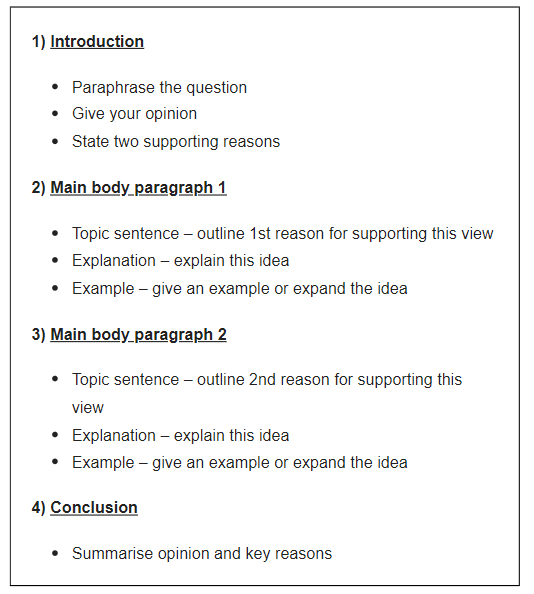 1) Introduction
• Paraphrase the question
• Give your opinion
• State two supporting reasons
2) Main body paragraph 1
• Topic sentence – outline 1st reason for supporting this view
• Explanation – explain this idea
• Example – give an example or expand the idea
3) Main body paragraph 2
• Topic sentence – outline 2nd reason for supporting this
view
• Explanation – explain this idea
• Example – give an example or expand the idea
4) Conclusion
• Summarise opinion and key reasons